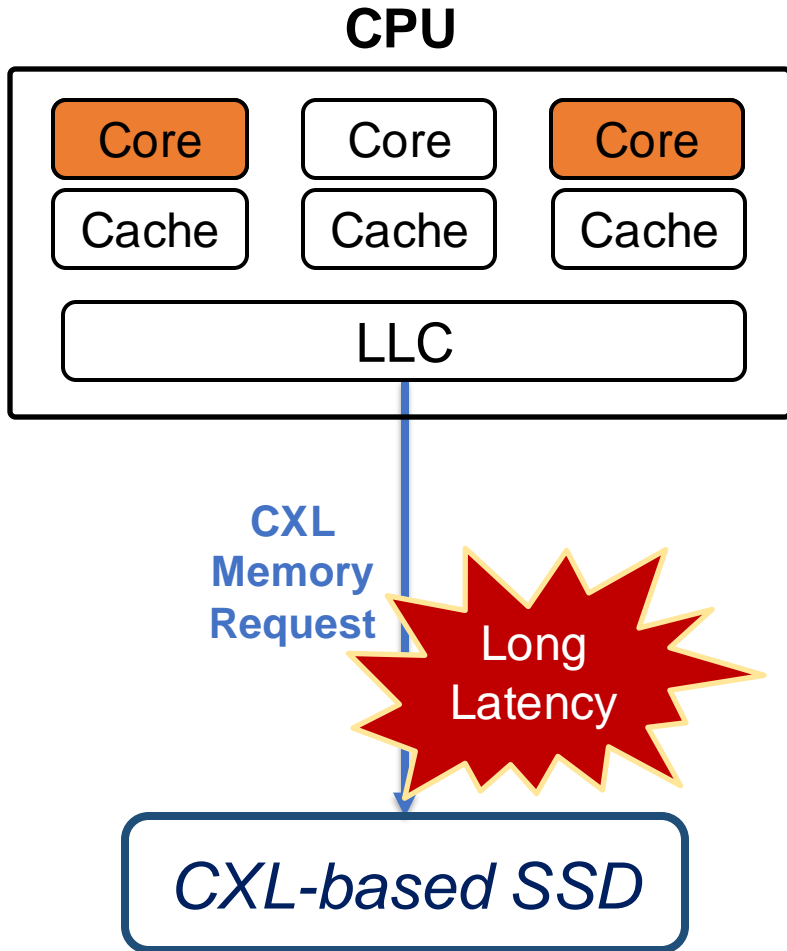 CPU
Core Core Core
Cache Cache Cache
LLC
CXL
Memory
Request
Long
Latency
CXL-based SSD